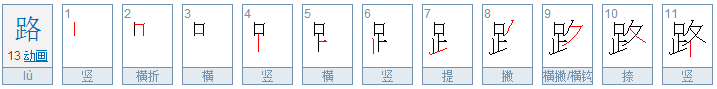 路 1 2 3 4 5 6 7 8 9 10 11
13 动画
lù 竖 横折 横 竖 横 竖 提 撇 横撇/横钩 捺 竖